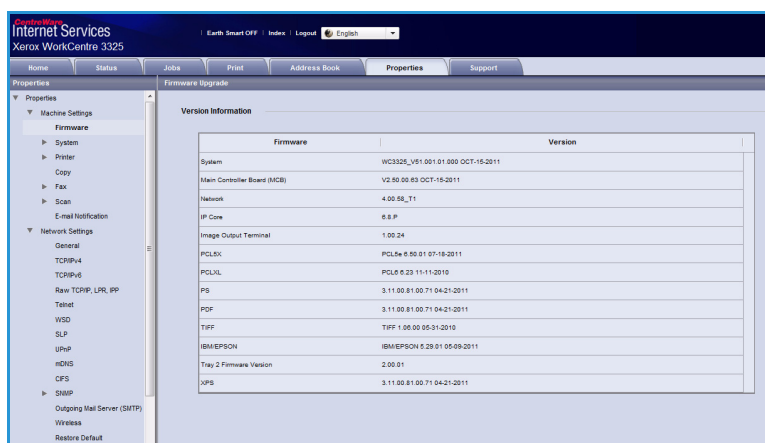 CentreWare
Internet Services
Xerox WorkCentre 3325
Earth Smart OFF | Index | Logout English
Home Status Jobs Print Address Book Properties Support
Properties
Firmware Upgrade
Properties
Machine Settings
Firmware
System
Printer
Copy
Fax
Scan
E-mail Notification
Network Settings
General
TCP/IPv4
TCP/IPv6
Raw TCP/IP, LPR, IPP
Telnet
WSD
SLP
UPnP
mDNS
CIFS
SNMP
Outgoing Mail Server (SMTP)
Wireless
Restore Default
Version Information
Firmware Version
System WC3325_V51.001.01.000 OCT-15-2011
Main Controller Board (MCB) V2.50.00.63 OCT-15-2011
Network 4.00.58_T1
IP Core 6.8.P
Image Output Terminal 1.00.24
PCL5X PCL5e 6.50.01 07-18-2011
PCLXL PCL6 6.23 11-11-2010
PS 3.11.00.81.00.71 04-21-2011
PDF 3.11.00.81.00.71 04-21-2011
TIFF TIFF 1.06.00 05-31-2010
IBM/EPSON IBM/EPSON 5.29.01 05-09-2011
Tray 2 Firmware Version 2.00.01
XPS 3.11.00.81.00.71 04-21-2011